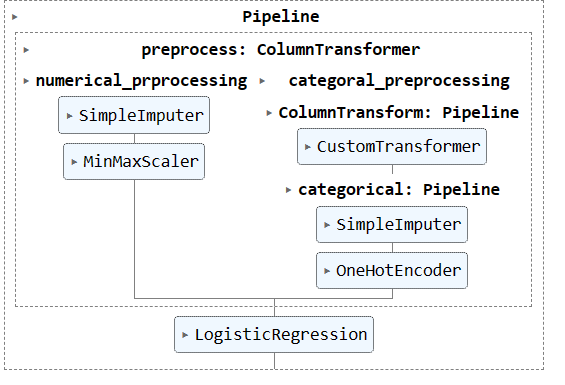 Pipeline
preprocess: ColumnTransformer
numerical_prprocessing
SimpleImputer
MinMaxScaler
categoral_preprocessing
ColumnTransform: Pipeline
CustomTransformer
categorical: Pipeline
SimpleImputer
OneHotEncoder
LogisticRegression